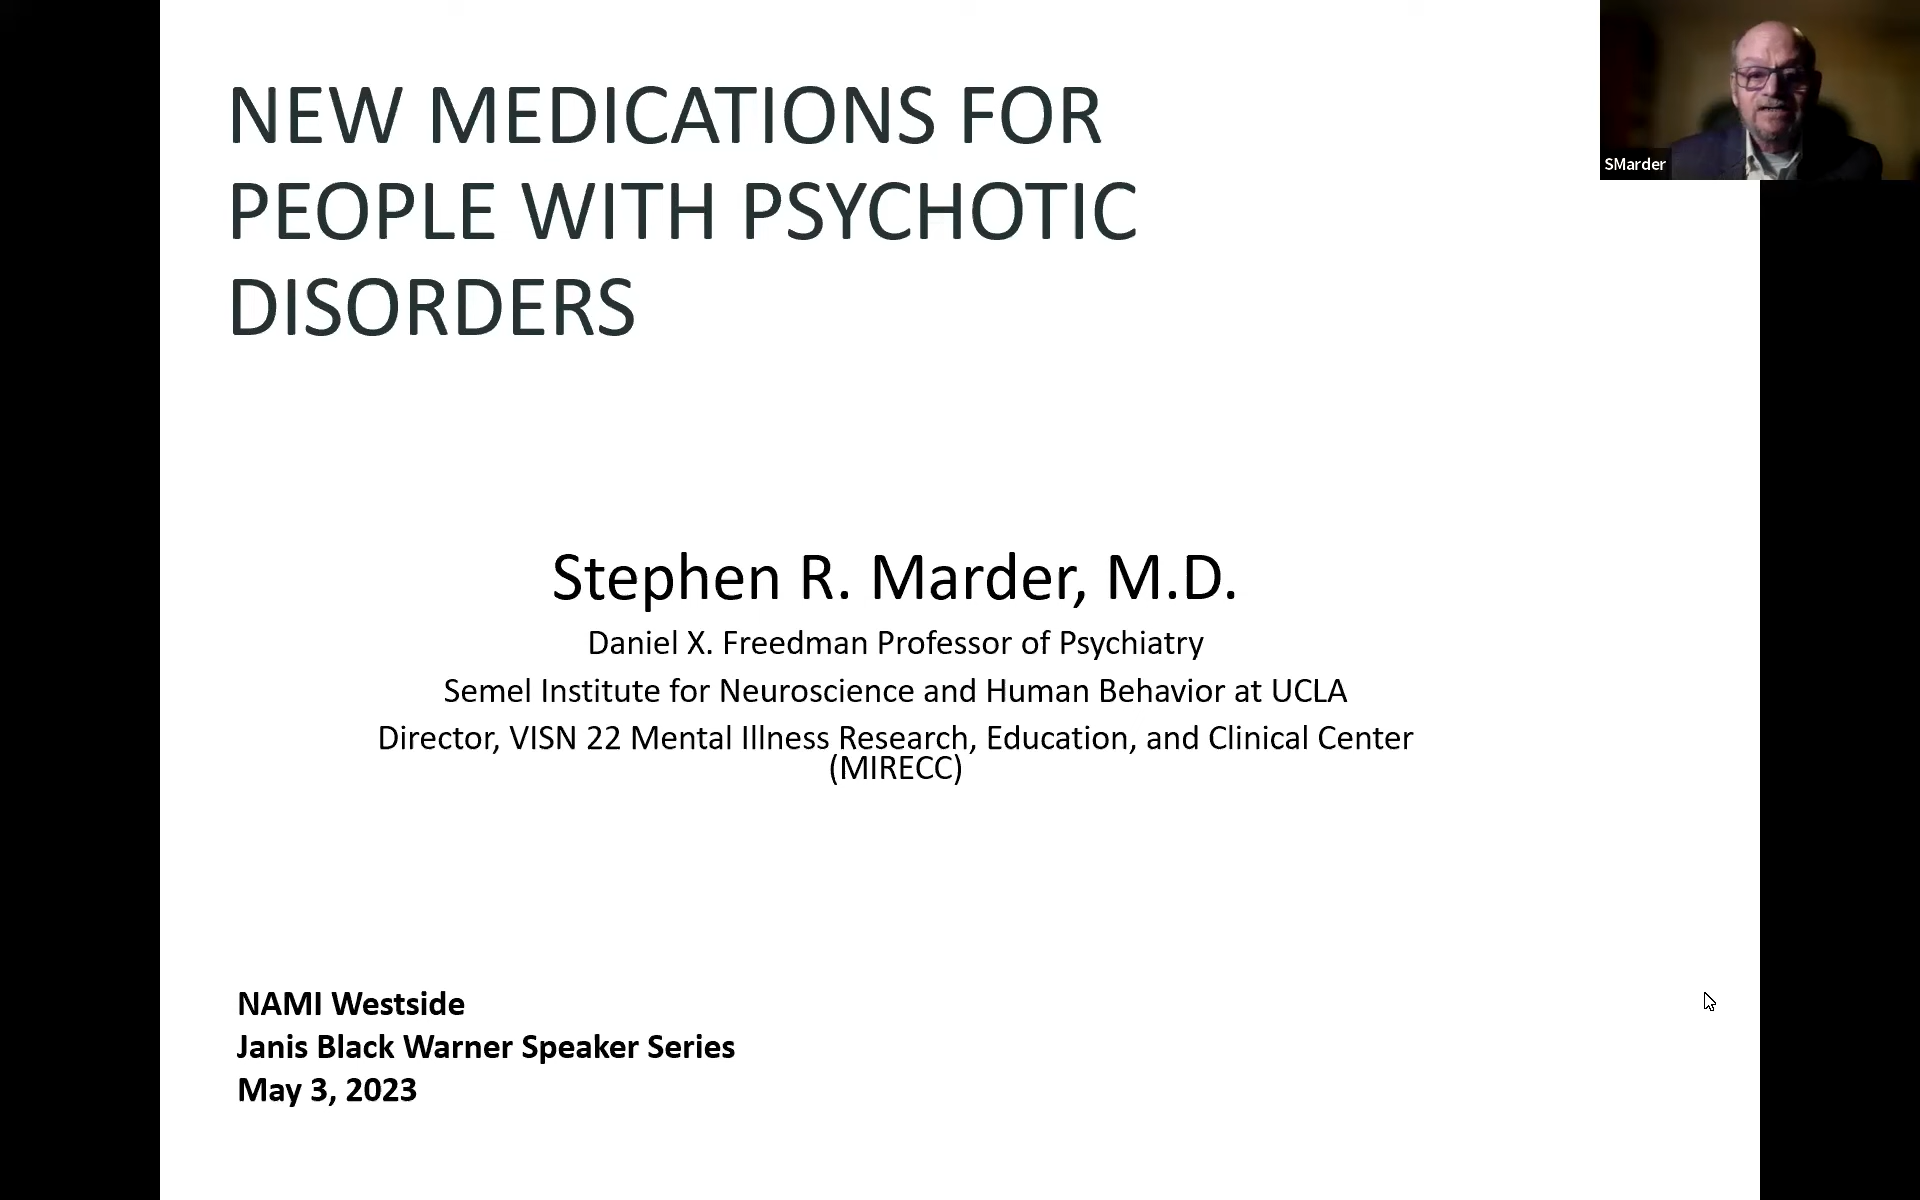 NEW MEDICATIONS FOR
PEOPLE WITH PSYCHOTIC
DISORDERS
SMarder
Stephen R. Marder, M.D.
Daniel X. Freedman Professor of Psychiatry
Semel Institute for Neuroscience and Human Behavior at UCLA
Director, VISN 22 Mental Illness Research, Education, and Clinical Center
(MIRECC)
NAMI Westside
Janis Black Warner Speaker Series
May 3, 2023